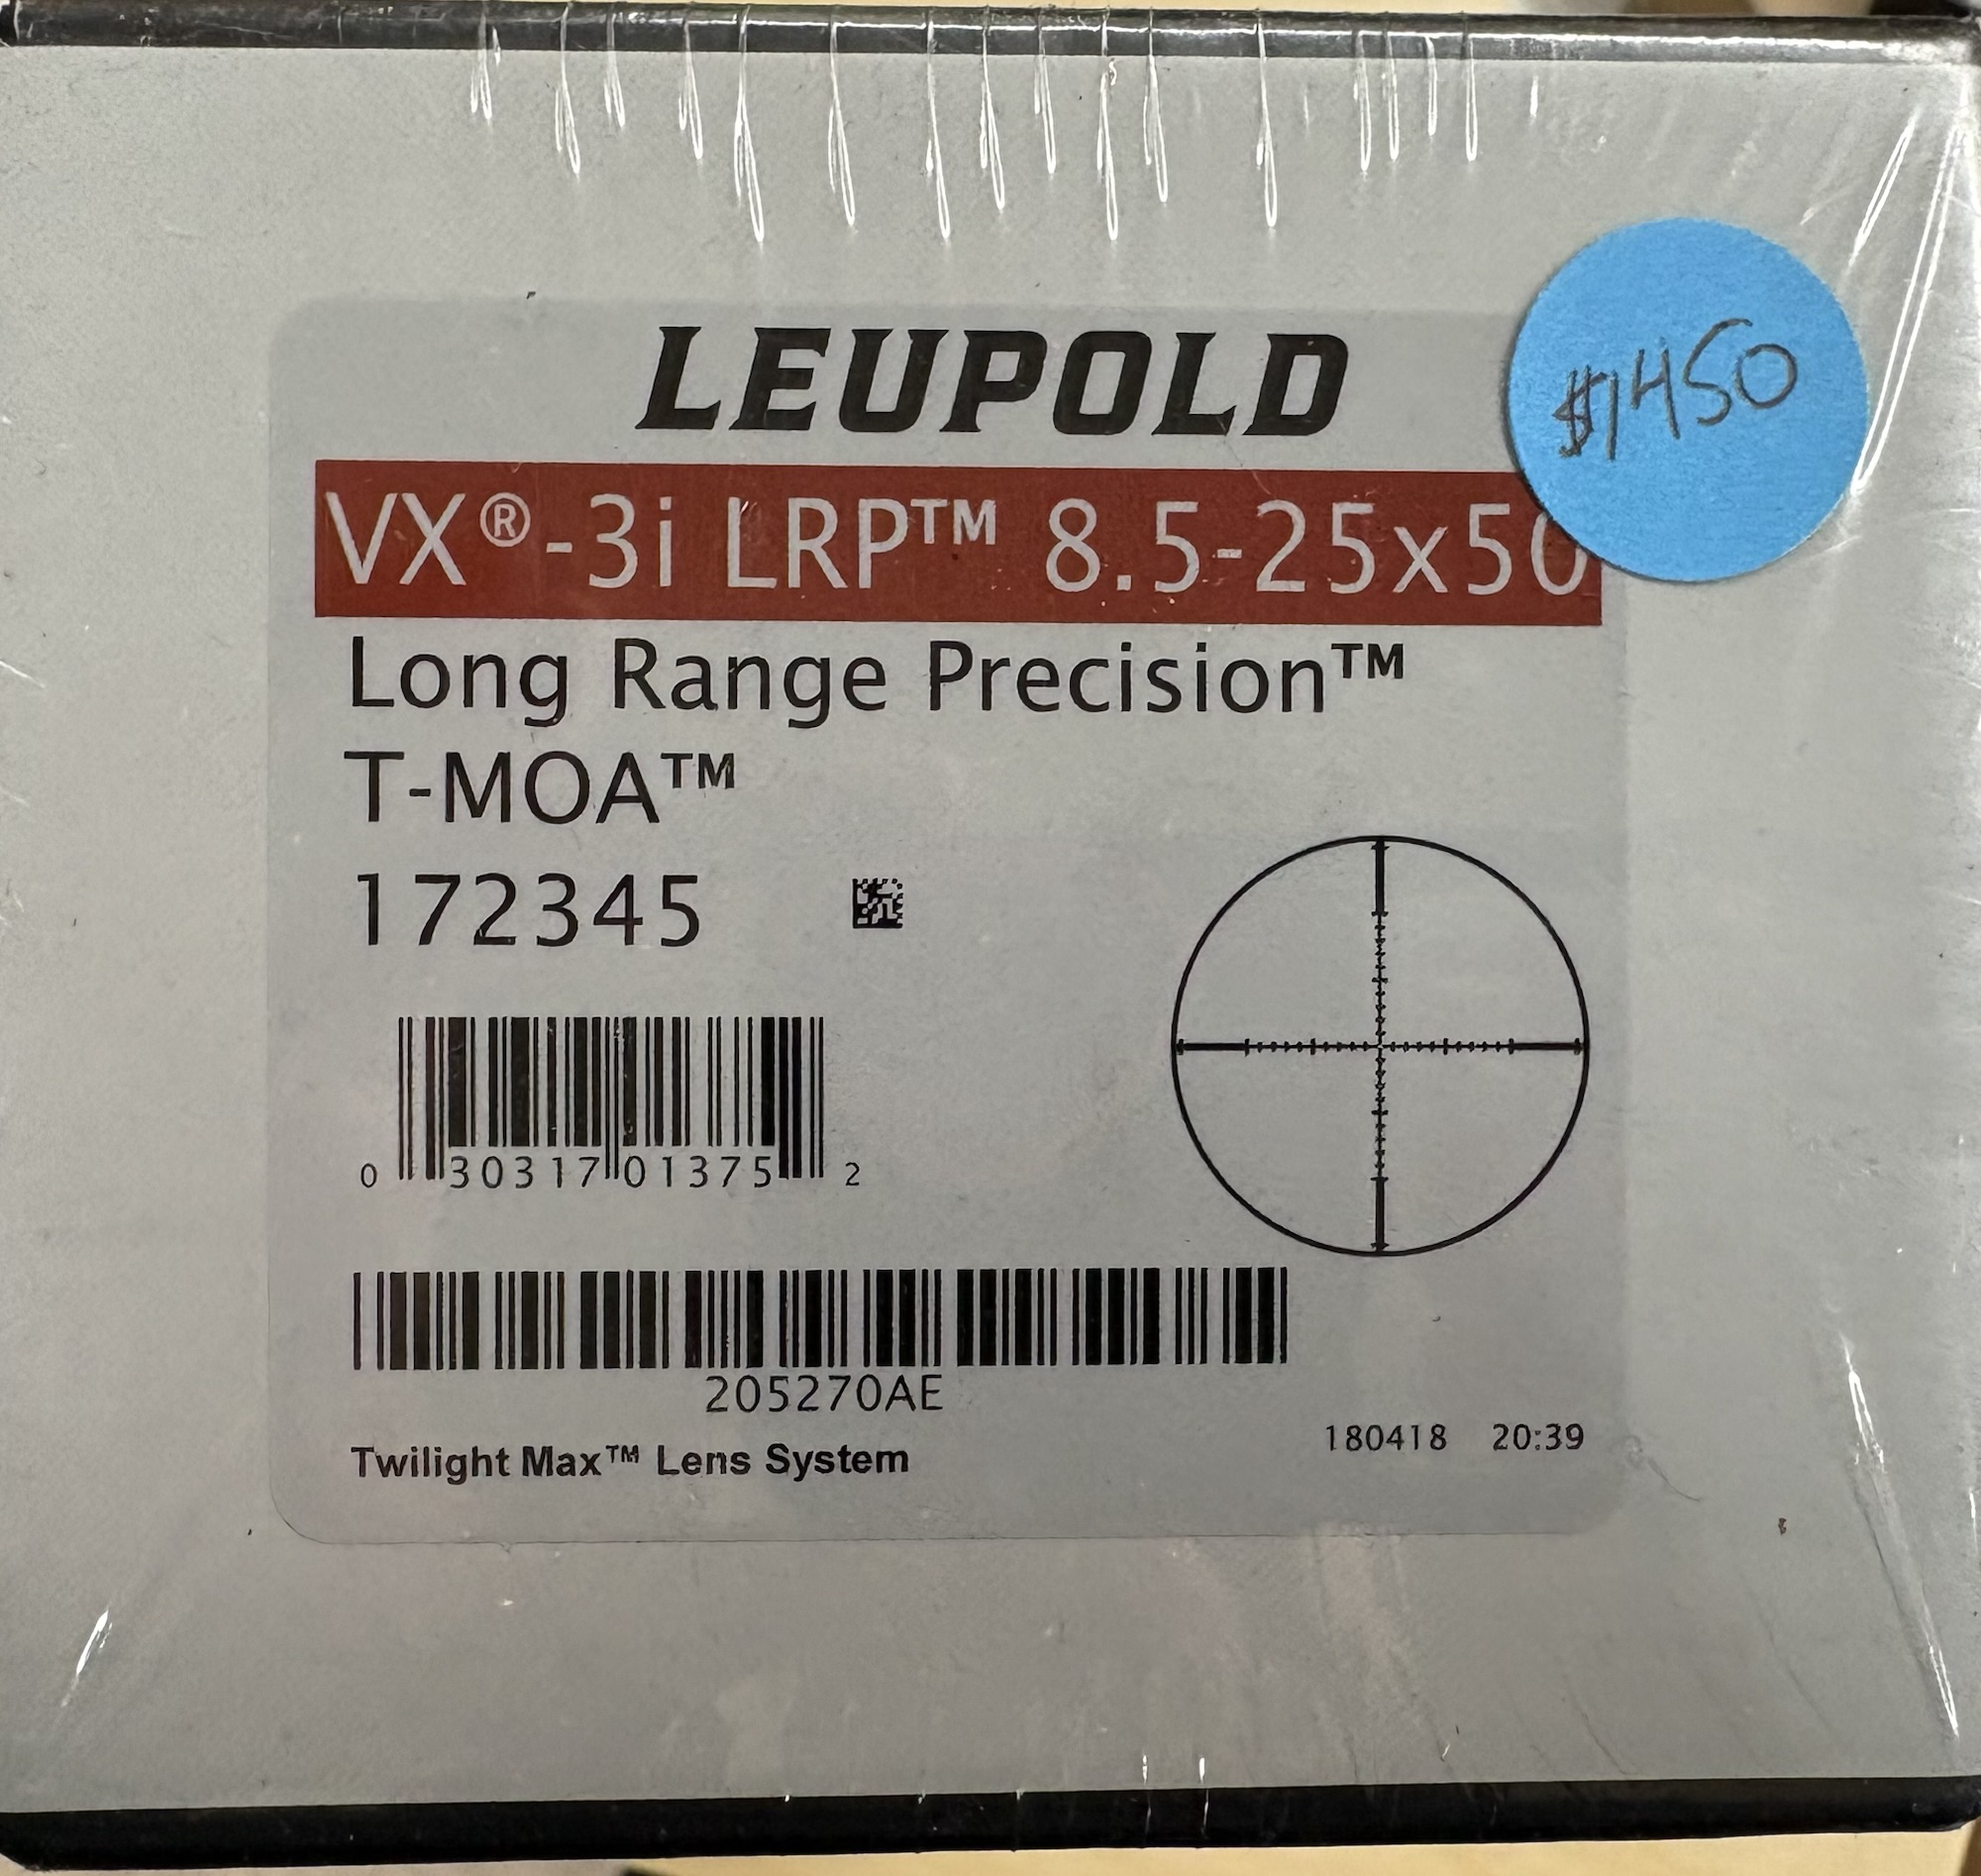 LEUPOLD
$1450
VX®-3i LRP™ 8.5-25x50
Long Range Precision™
T-MOA™
172345
0 30317 01375 2
205270AE
180418 20:39
Twilight Max™ Lens System